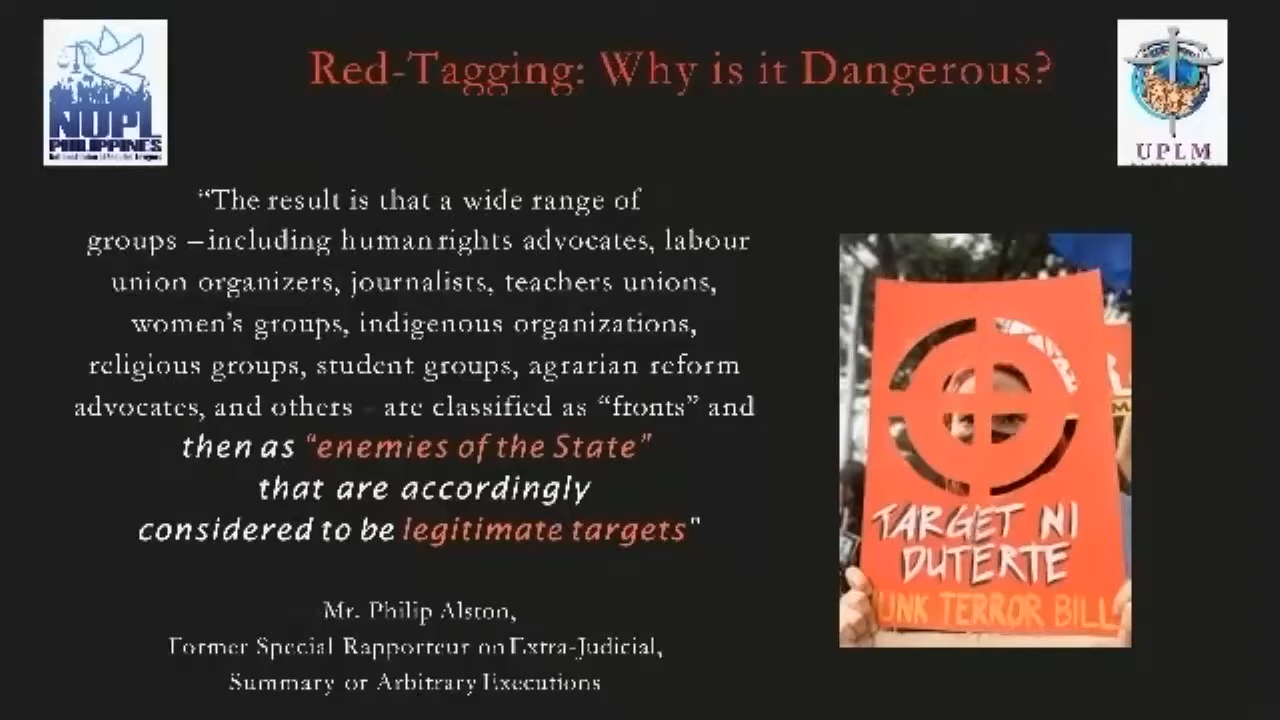 Red-Tagging: Why is it Dangerous?
NUPL
PHILIPPINES
UPLM
“The result is that a wide range of
groups – including human rights advocates, labour
union organizers, journalists, teachers unions,
women’s groups, indigenous organizations,
religious groups, student groups, agrarian reform
advocates, and others – are classified as “fronts” and
then as “enemies of the State”
that are accordingly
considered to be legitimate targets"
Mr. Philip Alston,
Former Special Rapporteur on Extra-Judicial,
Summary or Arbitrary Executions
TARGET NI
DUTERTE
UNK TERROR BILL